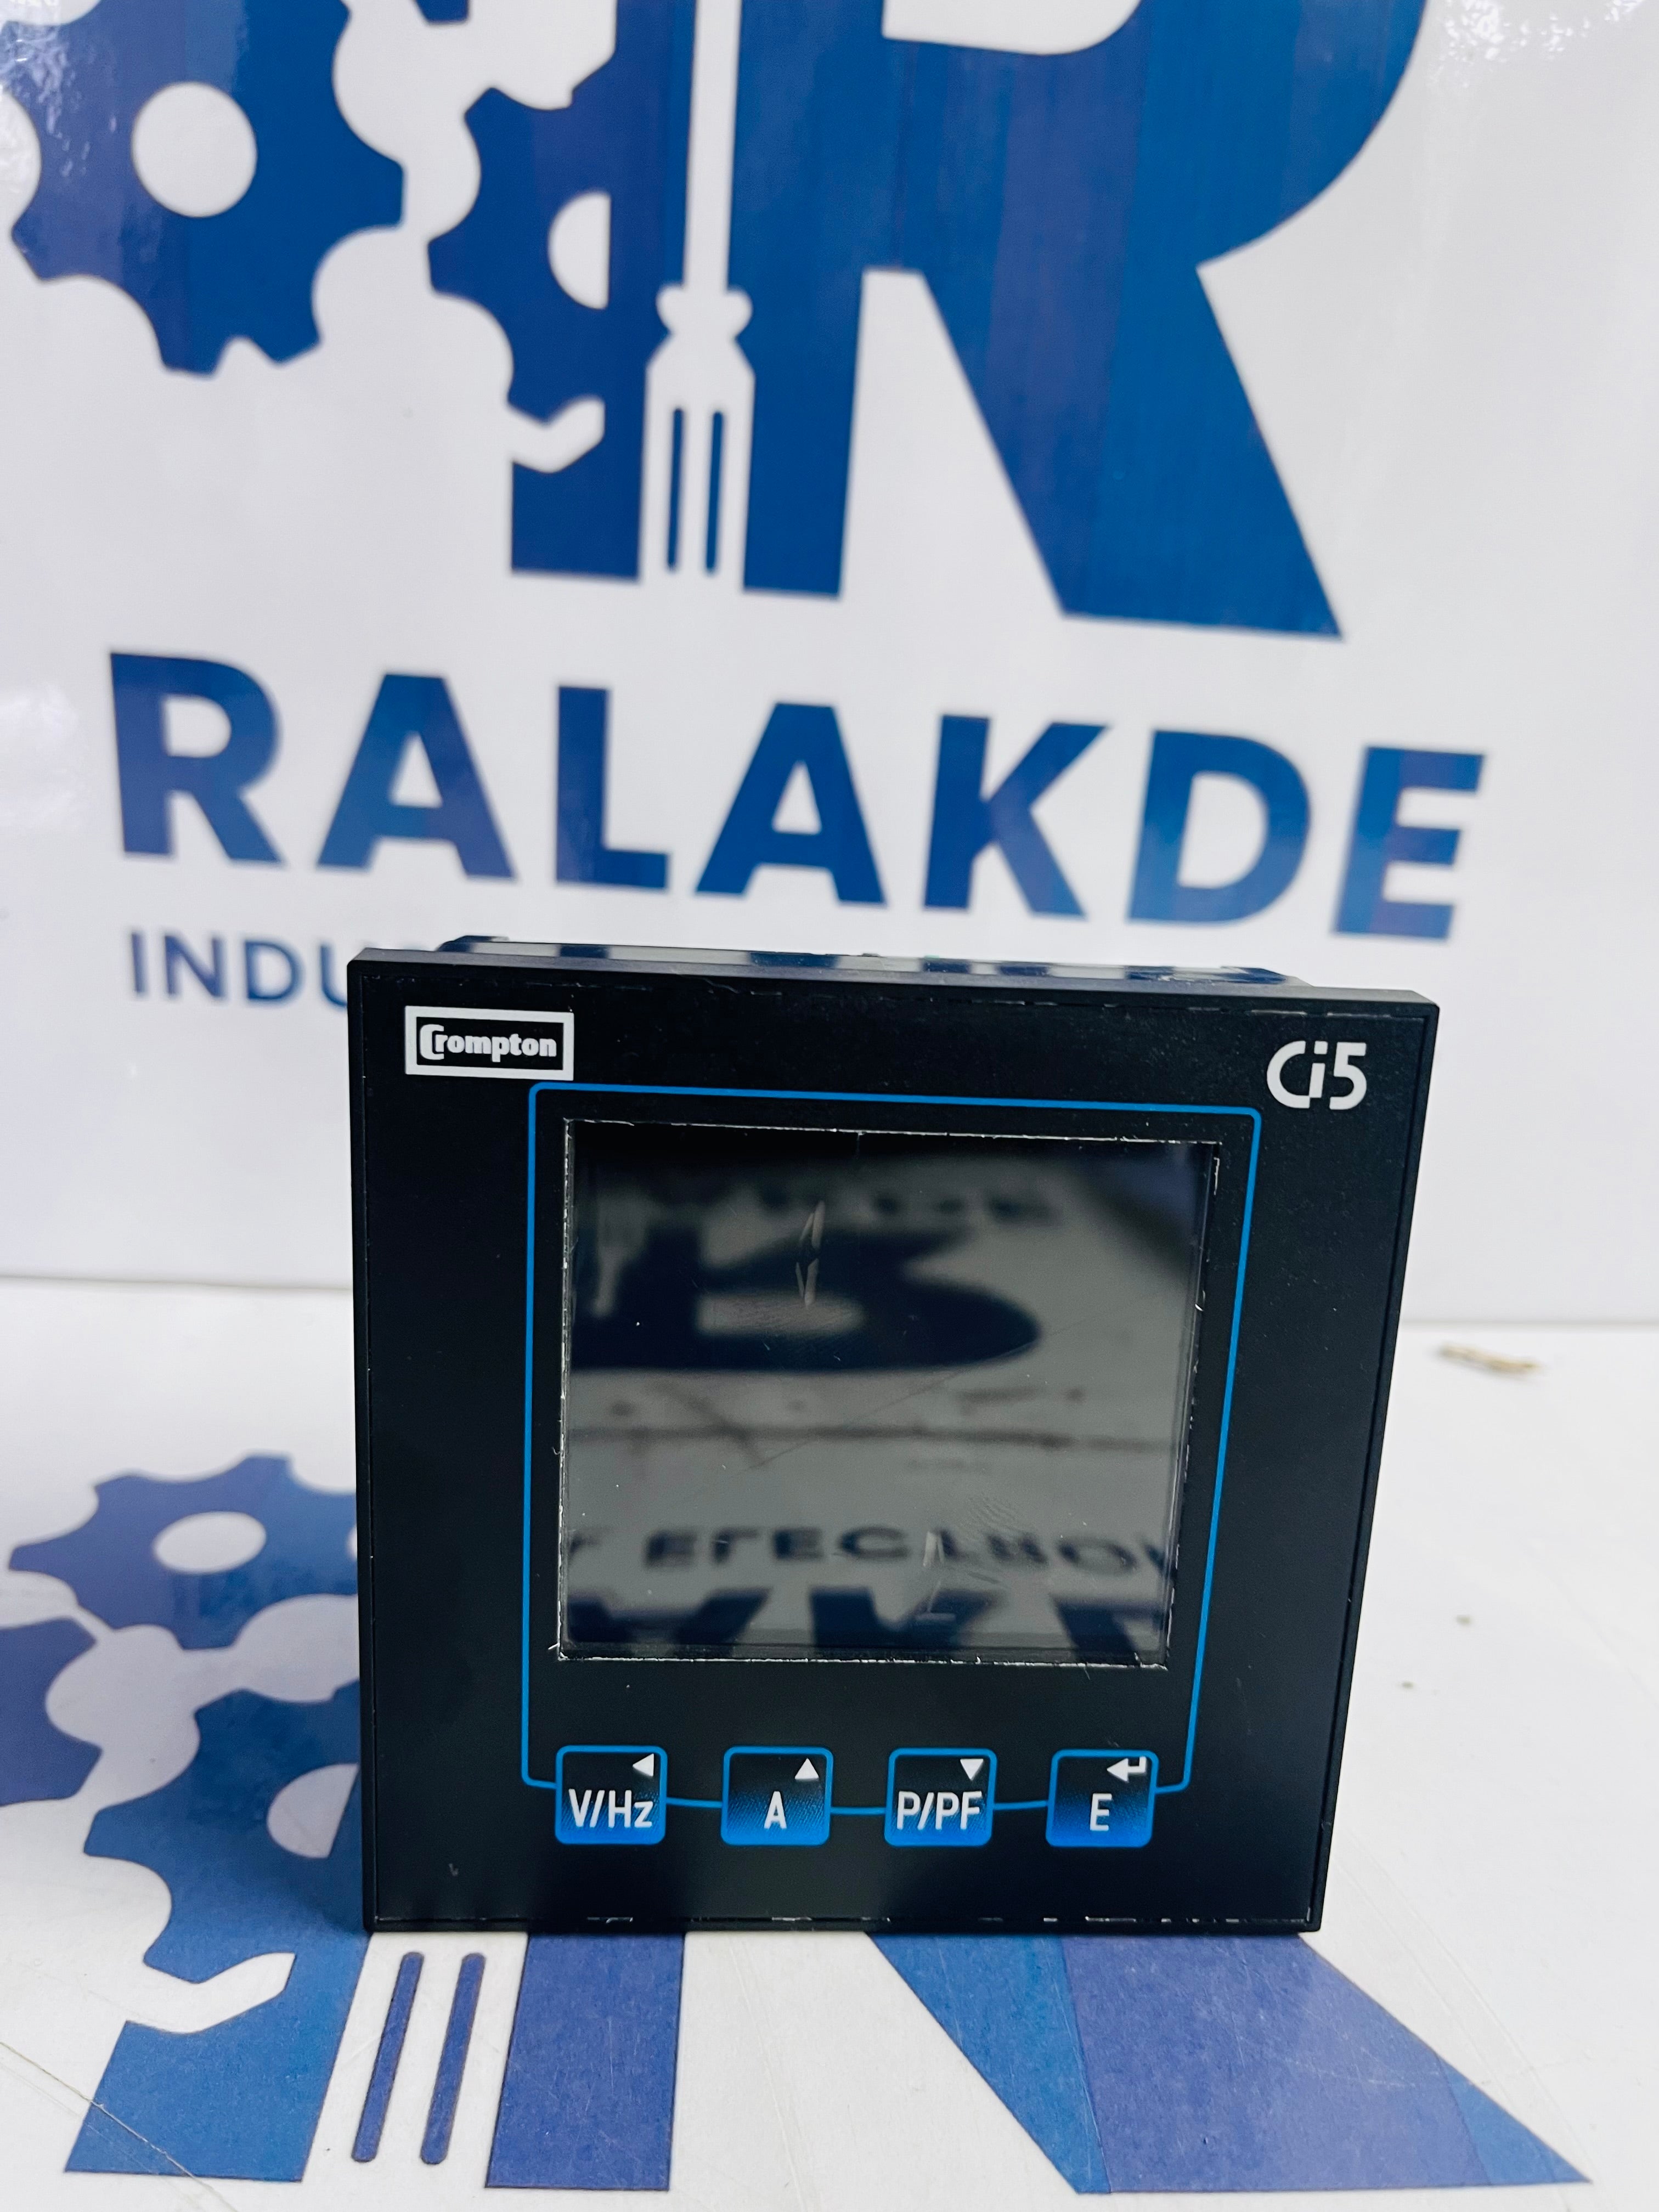 RALAKDE
INDU
Crompton
Ci5
V/Hz
A
P/PF
E